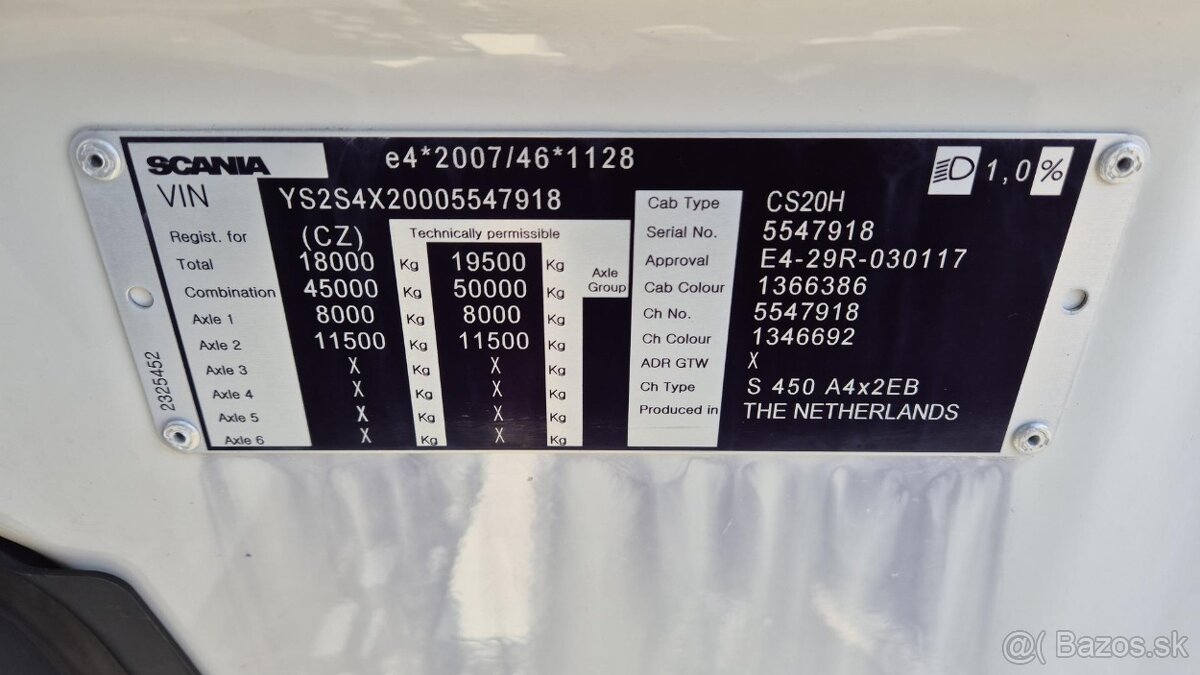 SCANIA e4*2007/46*1128 1,0 %
VIN YS2S4X20005547918
Regist. for (CZ) Technically permissible
Total 18000 Kg 19500 Kg Axle Group
Combination 45000 Kg 50000 Kg
Axle 1 8000 Kg 8000 Kg
Axle 2 11500 Kg 11500 Kg
Axle 3 X Kg X Kg
Axle 4 X Kg X Kg
Axle 5 X Kg X Kg
Axle 6 X Kg X Kg
2325452
Cab Type CS20H
Serial No. 5547918
Approval E4-29R-030117
Cab Colour 1366386
Ch No. 5547918
Ch Colour 1346692
ADR GTW X
Ch Type S 450 A4x2EB
Produced in THE NETHERLANDS
@( Bazos.sk